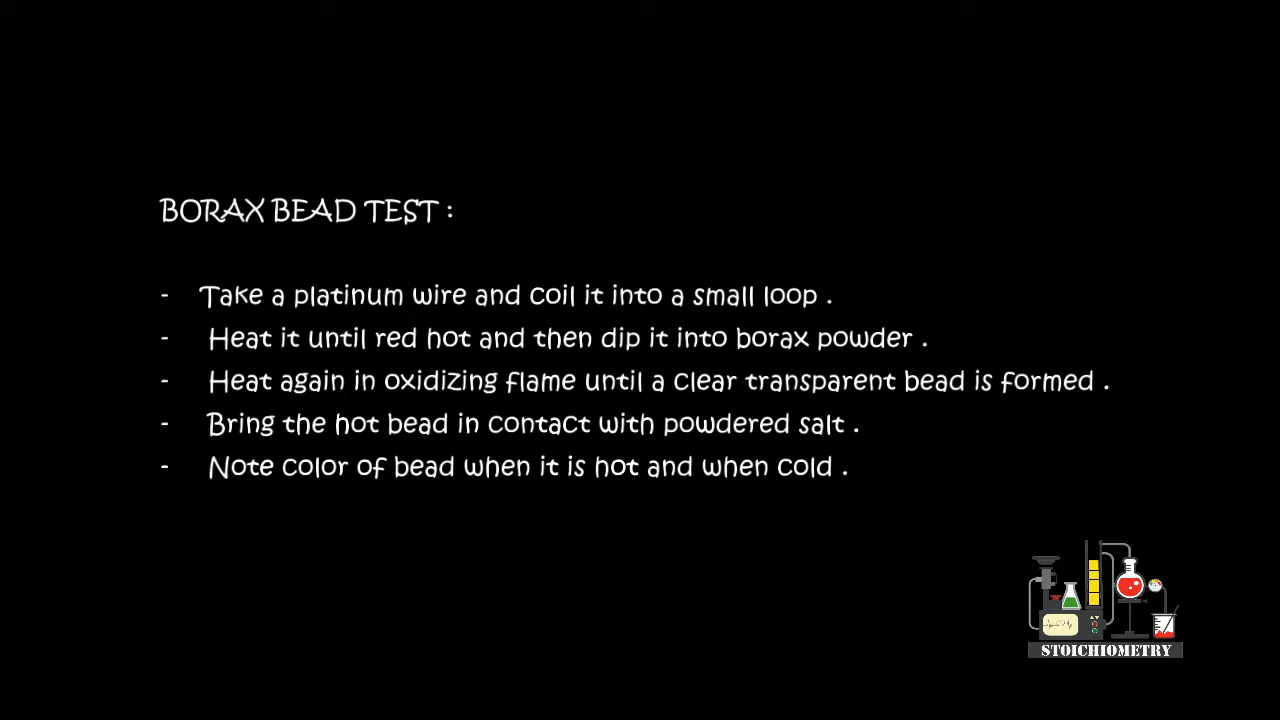 BORAX BEAD TEST :
- Take a platinum wire and coil it into a small loop .
- Heat it until red hot and then dip it into borax powder .
- Heat again in oxidizing flame until a clear transparent bead is formed .
- Bring the hot bead in contact with powdered salt .
- Note color of bead when it is hot and when cold .
STOICHIOMETRY